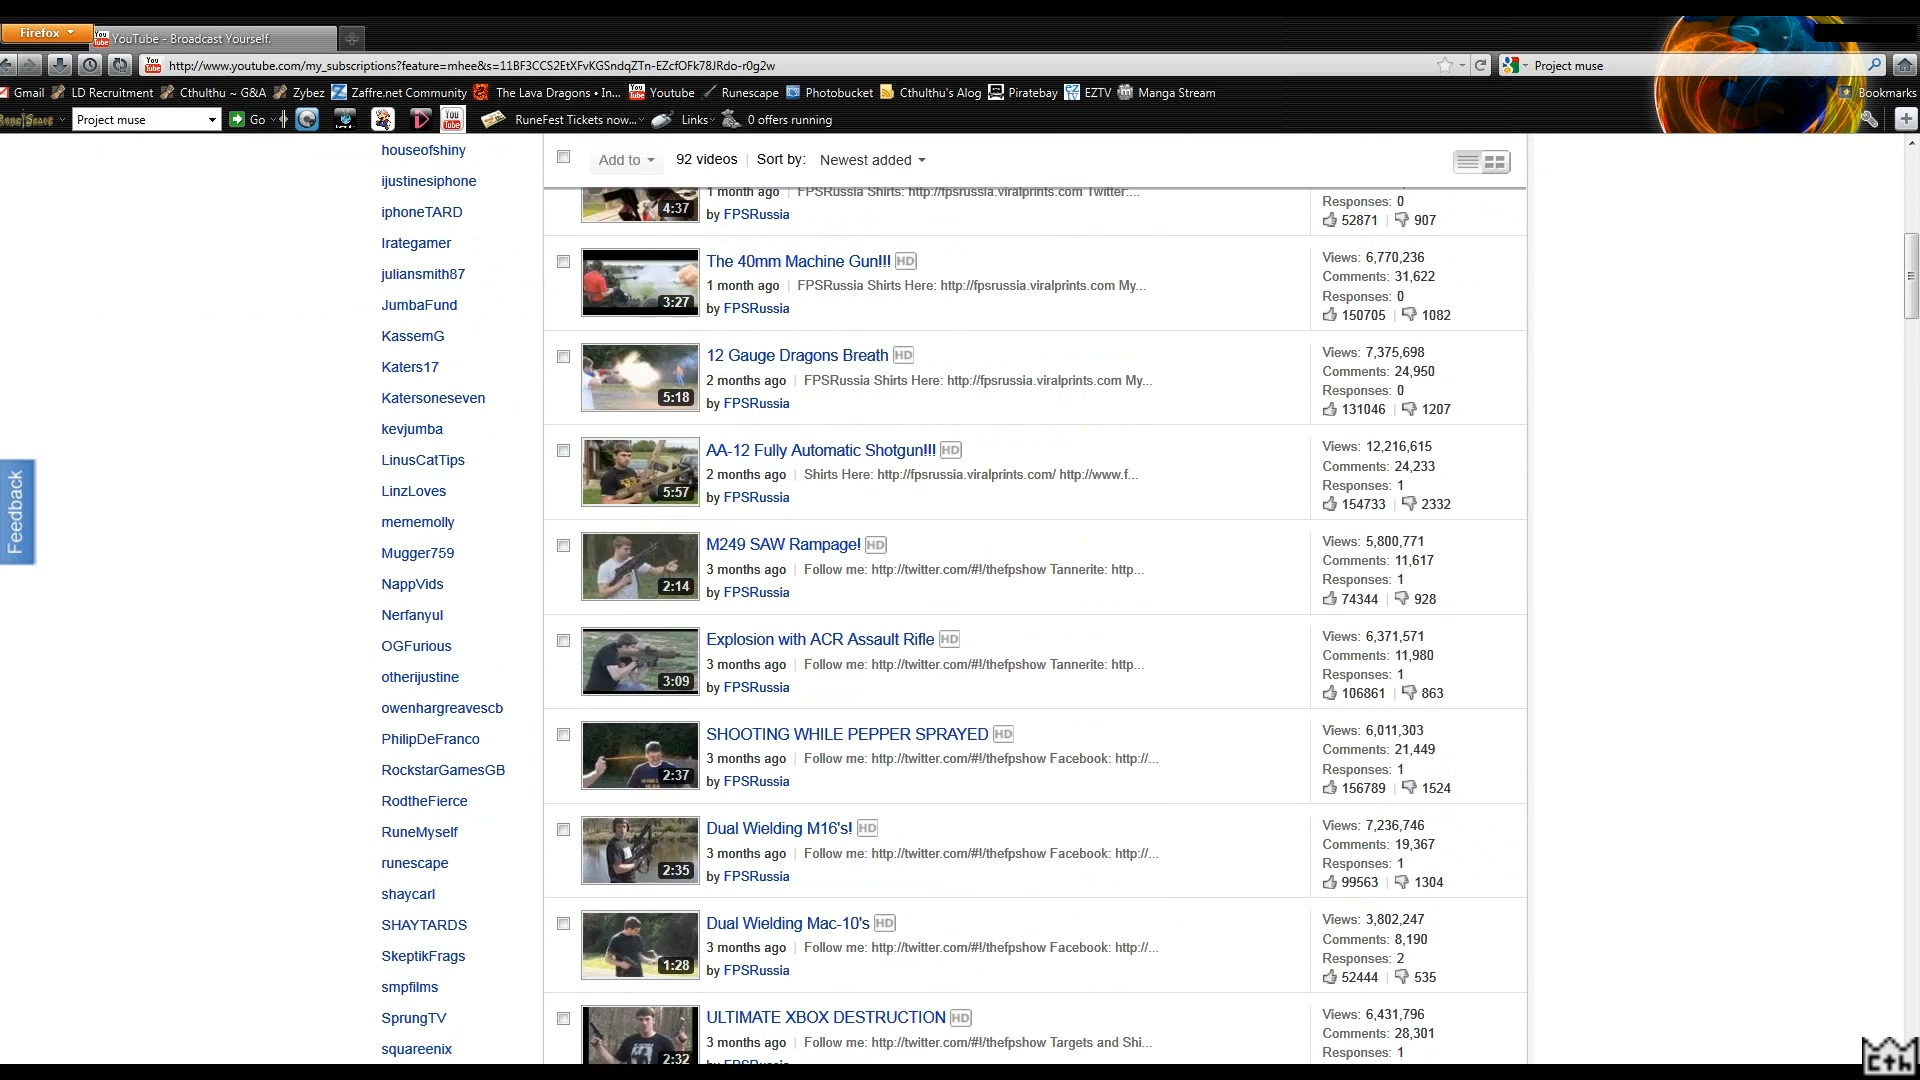 Firefox
YouTube - Broadcast Yourself.
http://www.youtube.com/my_subscriptions?feature=mhee&s=11BF3CCS2EtXFvKGSndqZTn-EZcfOFk78JRdo-r0g2w
Project muse
Gmail LD Recruitment Cthulthu ~ G&A Zybez Zaffre.net Community The Lava Dragons • In... Youtube Runescape Photobucket Cthulthu's Alog Piratebay EZTV Manga Stream Bookmarks
RuneScape Project muse Go RuneFest Tickets now... Links 0 offers running
houseofshiny
ijustinesiphone
iphoneTARD
Irategamer
juliansmith87
JumbaFund
KassemG
Katers17
Katersoneseven
kevjumba
LinusCatTips
LinzLoves
mememolly
Mugger759
NappVids
Nerfanyul
OGFurious
otherijustine
owenhargreavescb
PhilipDeFranco
RockstarGamesGB
RodtheFierce
RuneMyself
runescape
shaycarl
SHAYTARDS
SkeptikFrags
smpfilms
SprungTV
squareenix
Feedback
Add to 92 videos Sort by: Newest added
1 month ago FPSRussia Shirts: http://fpsrussia.viralprints.com Twitter:...
4:37
by FPSRussia
Responses: 0
52871 907
The 40mm Machine Gun!!! HD
1 month ago FPSRussia Shirts Here: http://fpsrussia.viralprints.com My...
3:27
by FPSRussia
Views: 6,770,236
Comments: 31,622
Responses: 0
150705 1082
12 Gauge Dragons Breath HD
2 months ago FPSRussia Shirts Here: http://fpsrussia.viralprints.com My...
5:18
by FPSRussia
Views: 7,375,698
Comments: 24,950
Responses: 0
131046 1207
AA-12 Fully Automatic Shotgun!!! HD
2 months ago Shirts Here: http://fpsrussia.viralprints.com/ http://www.f...
5:57
by FPSRussia
Views: 12,216,615
Comments: 24,233
Responses: 1
154733 2332
M249 SAW Rampage! HD
3 months ago Follow me: http://twitter.com/#!/thefpshow Tannerite: http...
2:14
by FPSRussia
Views: 5,800,771
Comments: 11,617
Responses: 1
74344 928
Explosion with ACR Assault Rifle HD
3 months ago Follow me: http://twitter.com/#!/thefpshow Tannerite: http...
3:09
by FPSRussia
Views: 6,371,571
Comments: 11,980
Responses: 1
106861 863
SHOOTING WHILE PEPPER SPRAYED HD
3 months ago Follow me: http://twitter.com/#!/thefpshow Facebook: http://...
2:37
by FPSRussia
Views: 6,011,303
Comments: 21,449
Responses: 1
156789 1524
Dual Wielding M16's! HD
3 months ago Follow me: http://twitter.com/#!/thefpshow Facebook: http://...
2:35
by FPSRussia
Views: 7,236,746
Comments: 19,367
Responses: 1
99563 1304
Dual Wielding Mac-10's HD
3 months ago Follow me: http://twitter.com/#!/thefpshow Facebook: http://...
1:28
by FPSRussia
Views: 3,802,247
Comments: 8,190
Responses: 2
52444 535
ULTIMATE XBOX DESTRUCTION HD
3 months ago Follow me: http://twitter.com/#!/thefpshow Targets and Shi...
2:32
by FPSRussia
Views: 6,431,796
Comments: 28,301
Responses: 1
Cth